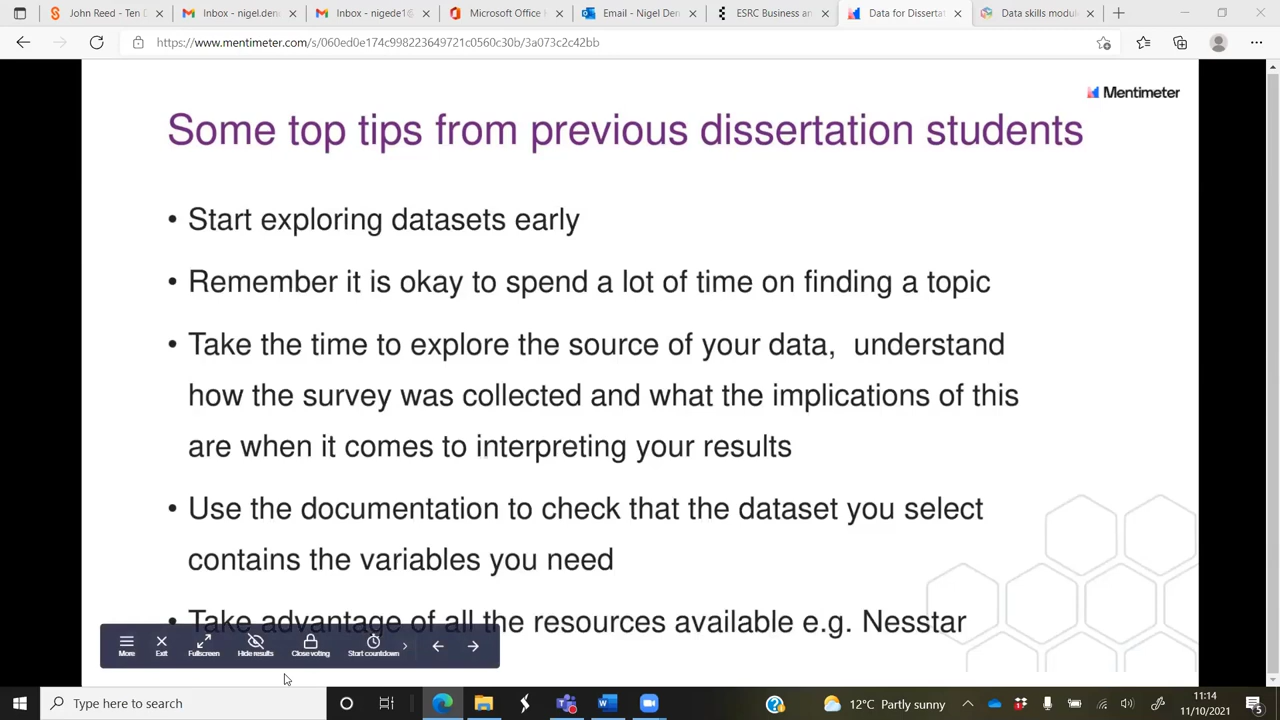 John Reed - Ten D
Inbox - nigel.den
Inbox - nigede1@
Microsoft Office
Email - Nigel Den
ESRC Business an
Data for Dissertat
Data skills modul
https://www.mentimeter.com/s/060ed0e174c998223649721c0560c30b/3a073c2c42bb
Mentimeter
Some top tips from previous dissertation students
• Start exploring datasets early
• Remember it is okay to spend a lot of time on finding a topic
• Take the time to explore the source of your data, understand
how the survey was collected and what the implications of this
are when it comes to interpreting your results
• Use the documentation to check that the dataset you select
contains the variables you need
• Take advantage of all the resources available e.g. Nesstar
More
Exit
Fullscreen
Hide results
Close voting
Start countdown
Type here to search
12°C Partly sunny
11:14
11/10/2021
5